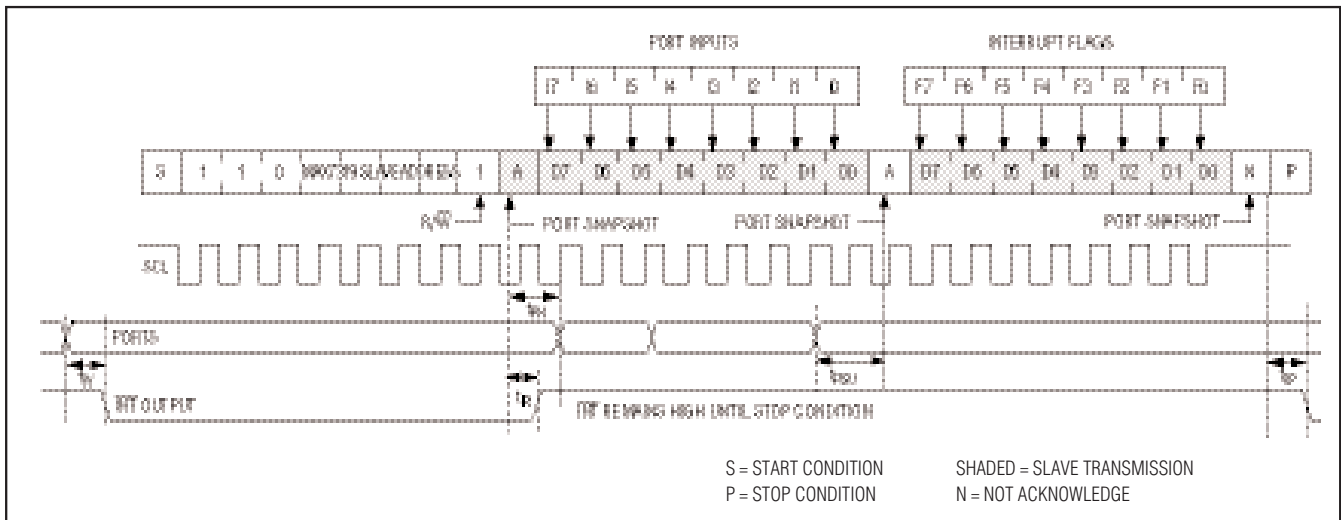 PORT INPUTS INTERRUPT FLAGS
I7 I6 I5 I4 I3 I2 I1 I0 F7 F6 F5 F4 F3 F2 F1 F0
S 1 1 0 MAX7319 SLAVE ADDRESS 1 A D7 D6 D5 D4 D3 D2 D1 D0 A D7 D6 D5 D4 D3 D2 D1 D0 N P
R/W PORT SNAPSHOT PORT SNAPSHOT PORT SNAPSHOT
SCL
PORTS
INT OUTPUT INT REMAINS HIGH UNTIL STOP CONDITION
S = START CONDITION SHADED = SLAVE TRANSMISSION
P = STOP CONDITION N = NOT ACKNOWLEDGE